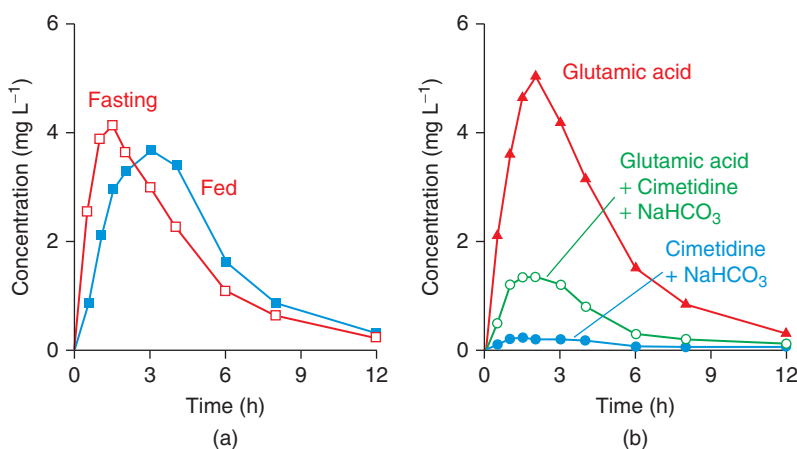 6
4
2
0
Concentration (mg L⁻¹)
Fasting
Fed
0
3
6
9
12
Time (h)
(a)
6
4
2
0
Concentration (mg L⁻¹)
Glutamic acid
Glutamic acid
+ Cimetidine
+ NaHCO₃
Cimetidine
+ NaHCO₃
0
3
6
9
12
Time (h)
(b)